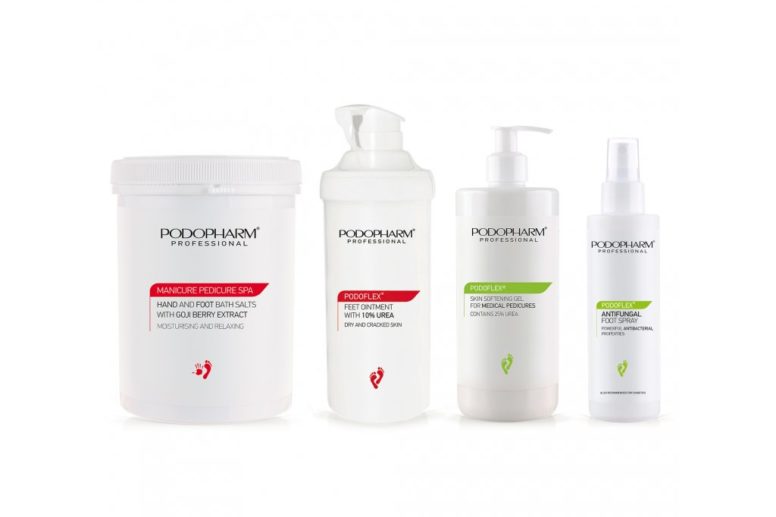 PODOPHARM®
PROFESSIONAL
MANICURE PEDICURE SPA
HAND AND FOOT BATH SALTS
WITH GOJI BERRY EXTRACT
MOISTURISING AND RELAXING
PODOPHARM®
PROFESSIONAL
PODOFLEX®
FEET OINTMENT
WITH 10% UREA
DRY AND CRACKED SKIN
PODOPHARM®
PROFESSIONAL
PODOFLEX®
SKIN SOFTENING GEL
FOR MEDICAL PEDICURES
CONTAINS 25% UREA
PODOPHARM®
PROFESSIONAL
PODOFLEX®
ANTIFUNGAL
FOOT SPRAY
POWERFUL ANTIBACTERIAL
PROPERTIES